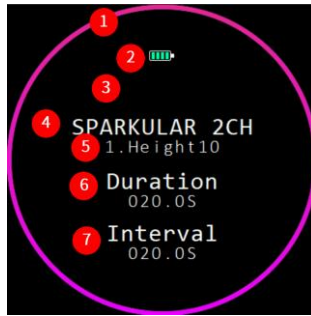 1
2
3
4 SPARKULAR 2CH
5 1.Height10
6 Duration
020.0S
7 Interval
020.0S